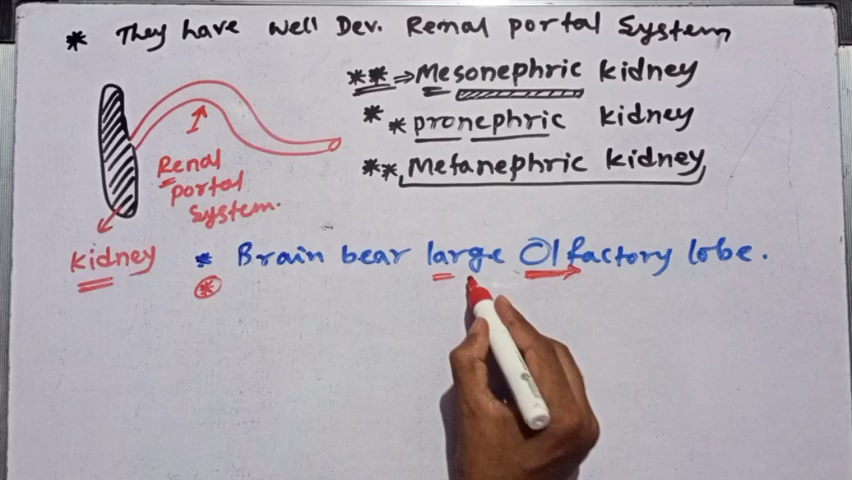 * They have well Dev. Renal portal System
** ⇒ Mesonephric kidney
* * pronephric kidney
** Metanephric kidney
Renal
portal
system.
kidney
* Brain bear large Olfactory lobe.
*